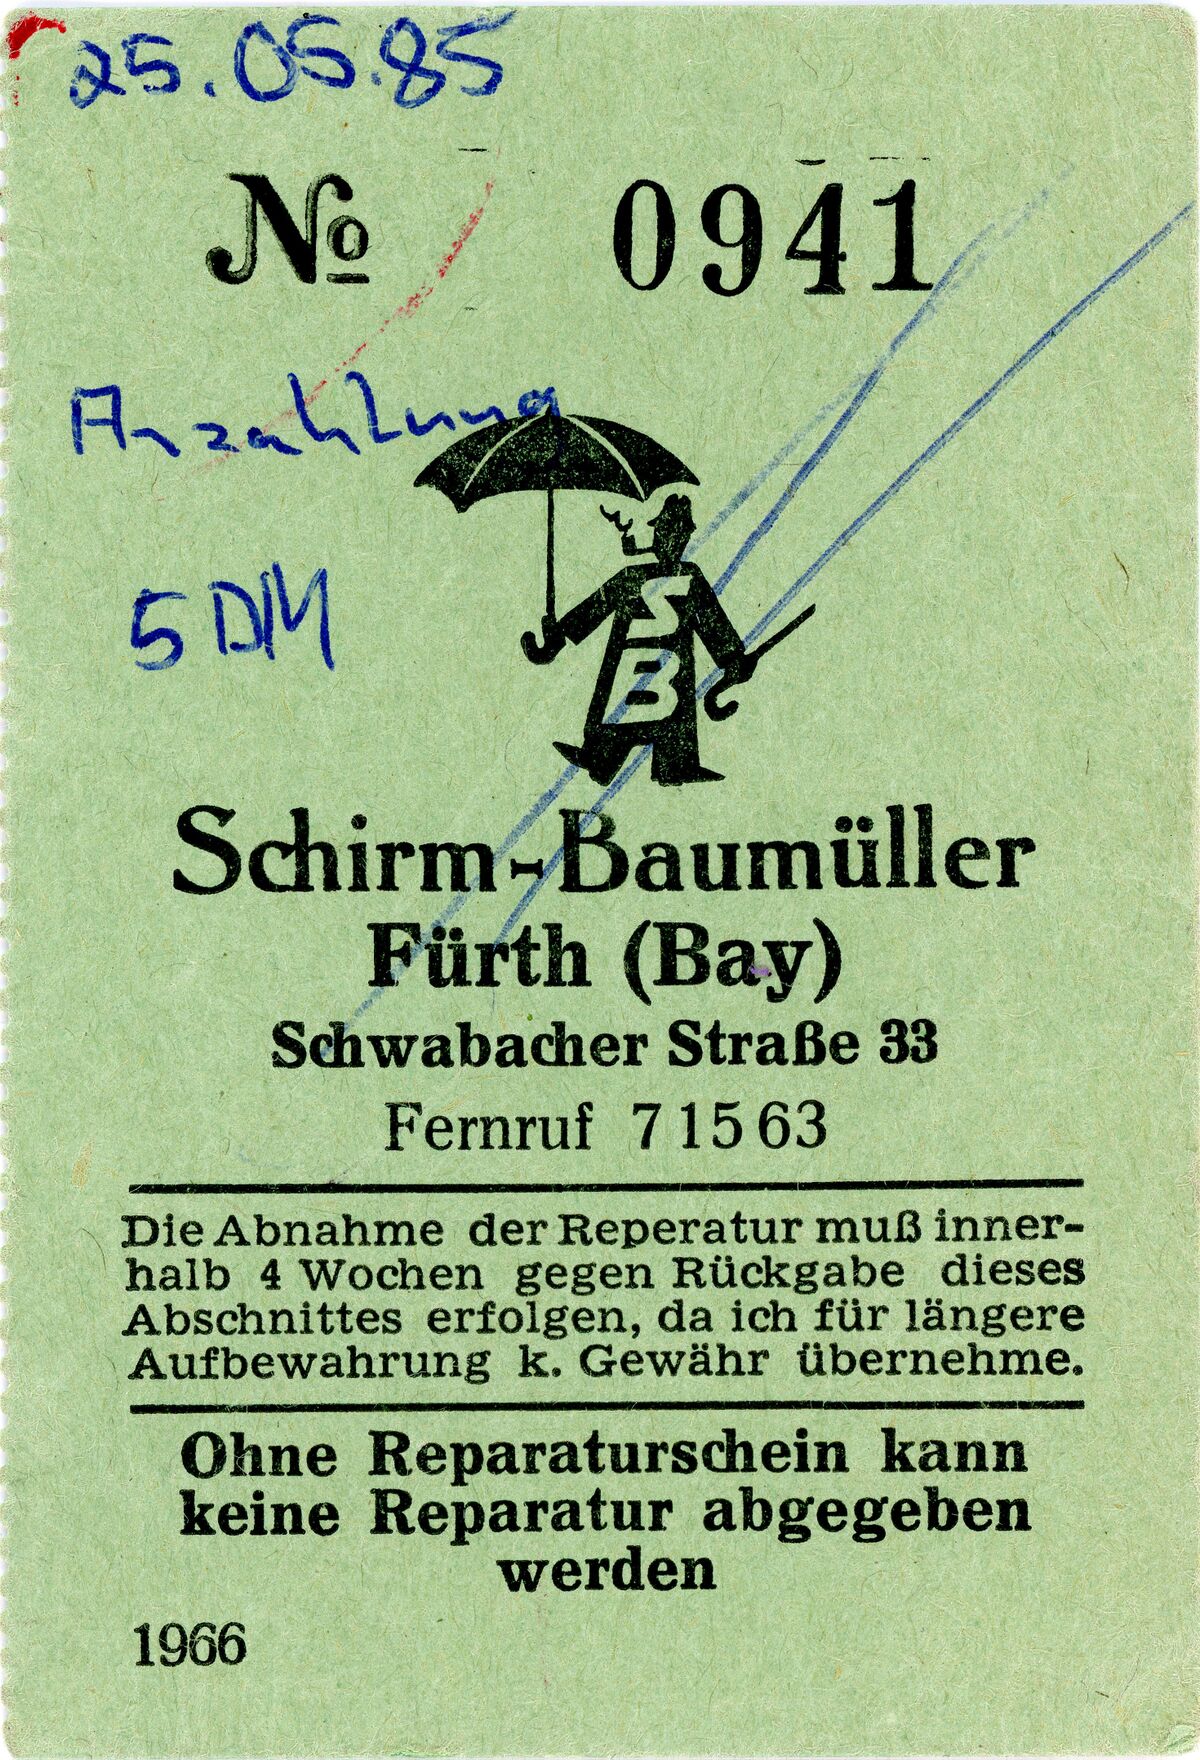 25.05.85
No 0941
Anzahlung
5 DM
S
B
Schirm-Baumüller
Fürth (Bay)
Schwabacher Straße 33
Fernruf 71563
Die Abnahme der Reperatur muß inner-
halb 4 Wochen gegen Rückgabe dieses
Abschnittes erfolgen, da ich für längere
Aufbewahrung k. Gewähr übernehme.
Ohne Reparaturschein kann
keine Reparatur abgegeben
werden
1966